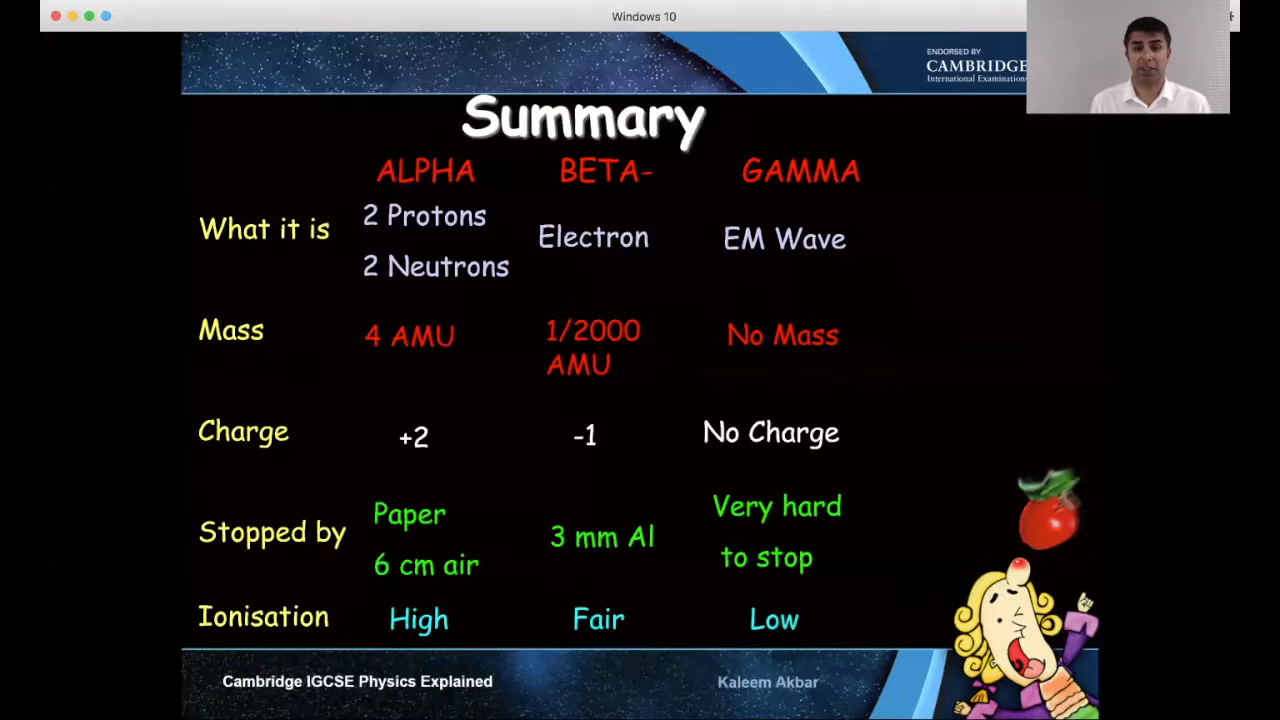 Windows 10
ENDORSED BY
CAMBRIDGE
International Examinations
Summary
ALPHA BETA- GAMMA
What it is
2 Protons
2 Neutrons
Electron
EM Wave
Mass
4 AMU
1/2000
AMU
No Mass
Charge
+2
-1
No Charge
Stopped by
Paper
6 cm air
3 mm Al
Very hard
to stop
Ionisation
High
Fair
Low
Cambridge IGCSE Physics Explained
Kaleem Akbar